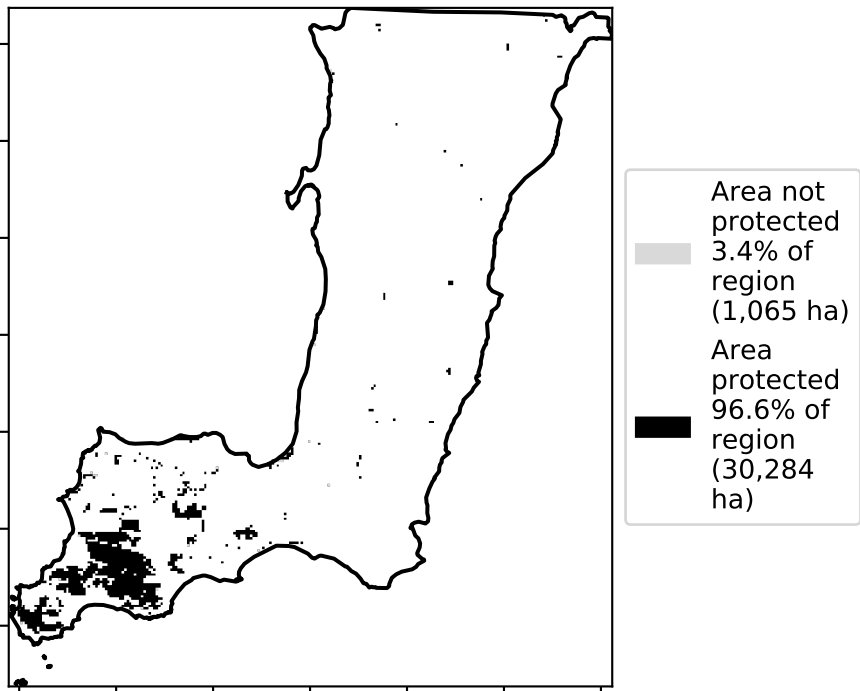 Area not
protected
3.4% of
region
(1,065 ha)
Area
protected
96.6% of
region
(30,284
ha)